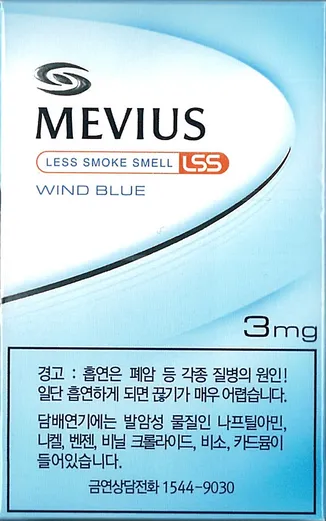 MEVIUS
LESS SMOKE SMELL LSS
WIND BLUE
3mg
경고 : 흡연은 폐암 등 각종 질병의 원인!
일단 흡연하게 되면 끊기가 매우 어렵습니다.
담배연기에는 발암성 물질인 나프틸아민,
니켈, 벤젠, 비닐 크롤라이드, 비소, 카드뮴이
들어있습니다.
금연상담전화 1544-9030